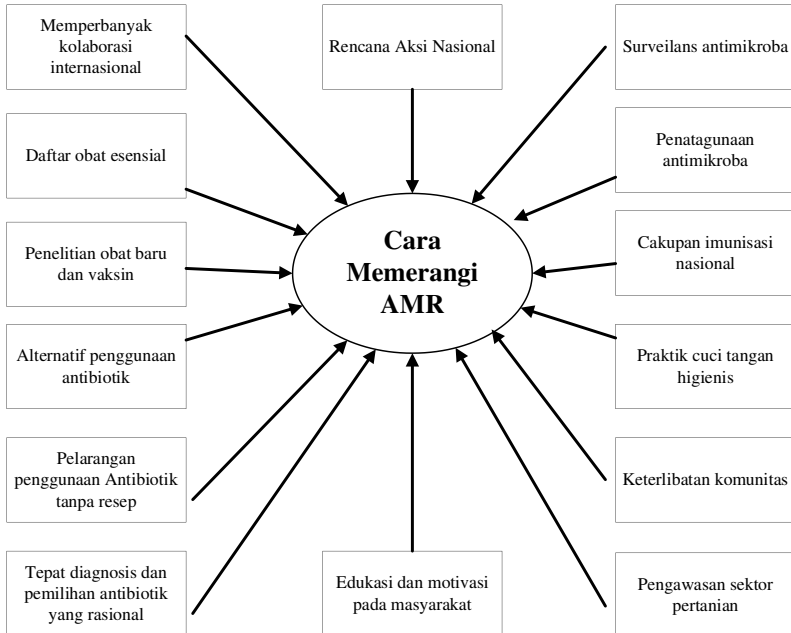 Memperbanyak
kolaborasi
internasional
Rencana Aksi Nasional
Surveilans antimikroba
Daftar obat esensial
Penatagunaan
antimikroba
Penelitian obat baru
dan vaksin
Cara
Memerangi
AMR
Cakupan imunisasi
nasional
Alternatif penggunaan
antibiotik
Praktik cuci tangan
higienis
Pelarangan
penggunaan Antibiotik
tanpa resep
Keterlibatan komunitas
Tepat diagnosis dan
pemilihan antibiotik
yang rasional
Edukasi dan motivasi
pada masyarakat
Pengawasan sektor
pertanian